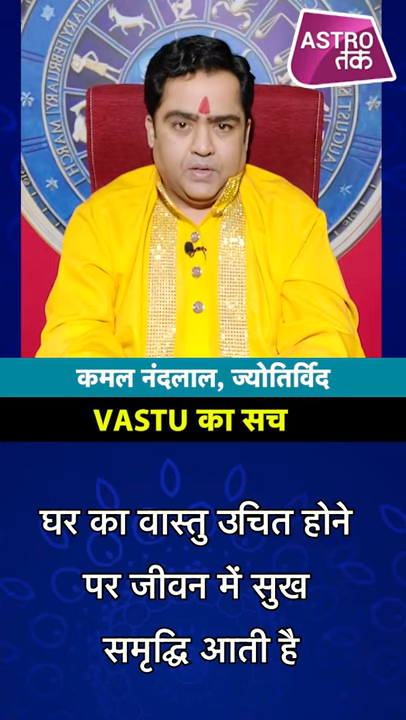 ASTRO
तक
कमल नंदलाल, ज्योतिर्विद
VASTU का सच
घर का वास्तु उचित होने
पर जीवन में सुख
समृद्धि आती है